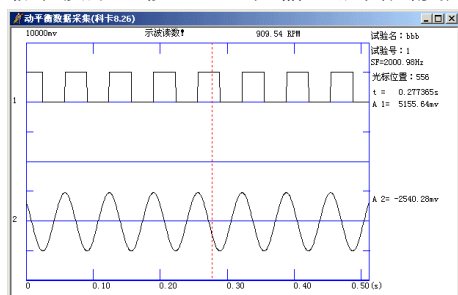 动平衡数据采集(科卡8.26)
10000mv 示波读数! 909.54 RPM
试验名：bbb
试验号：1
SF=2000.98Hz
光标位置：556
t = 0.277365s
A 1= 5155.64mv
1
A 2= -2540.28mv
2
0 0.10 0.20 0.30 0.40 0.50(s)